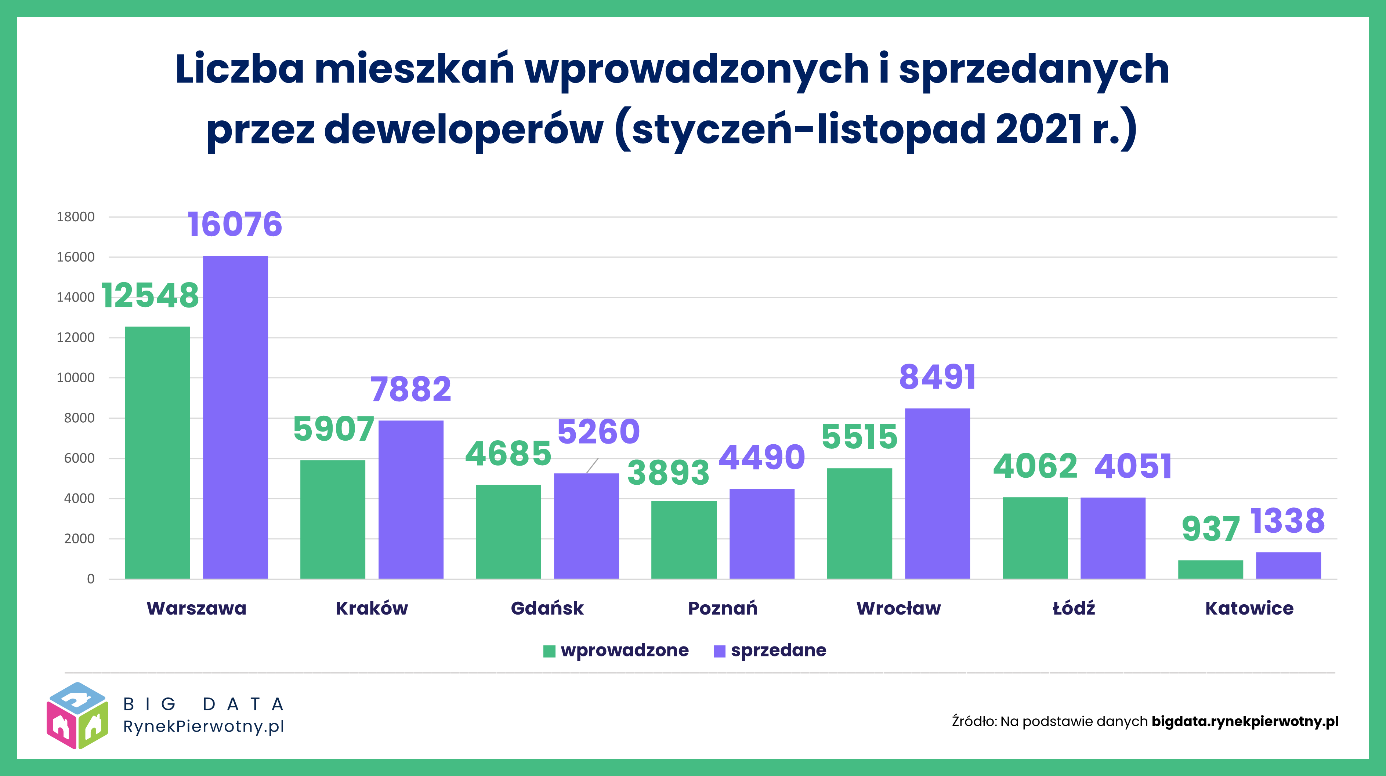 Liczba mieszkań wprowadzonych i sprzedanych
przez deweloperów (styczeń-listopad 2021 r.)
18000
16000
14000
12000
10000
8000
6000
4000
2000
0
12548
16076
5907
7882
4685
5260
3893
4490
5515
8491
4062
4051
937
1338
Warszawa
Kraków
Gdańsk
Poznań
Wrocław
Łódź
Katowice
wprowadzone
sprzedane
BIG DATA
RynekPierwotny.pl
Źródło: Na podstawie danych bigdata.rynekpierwotny.pl